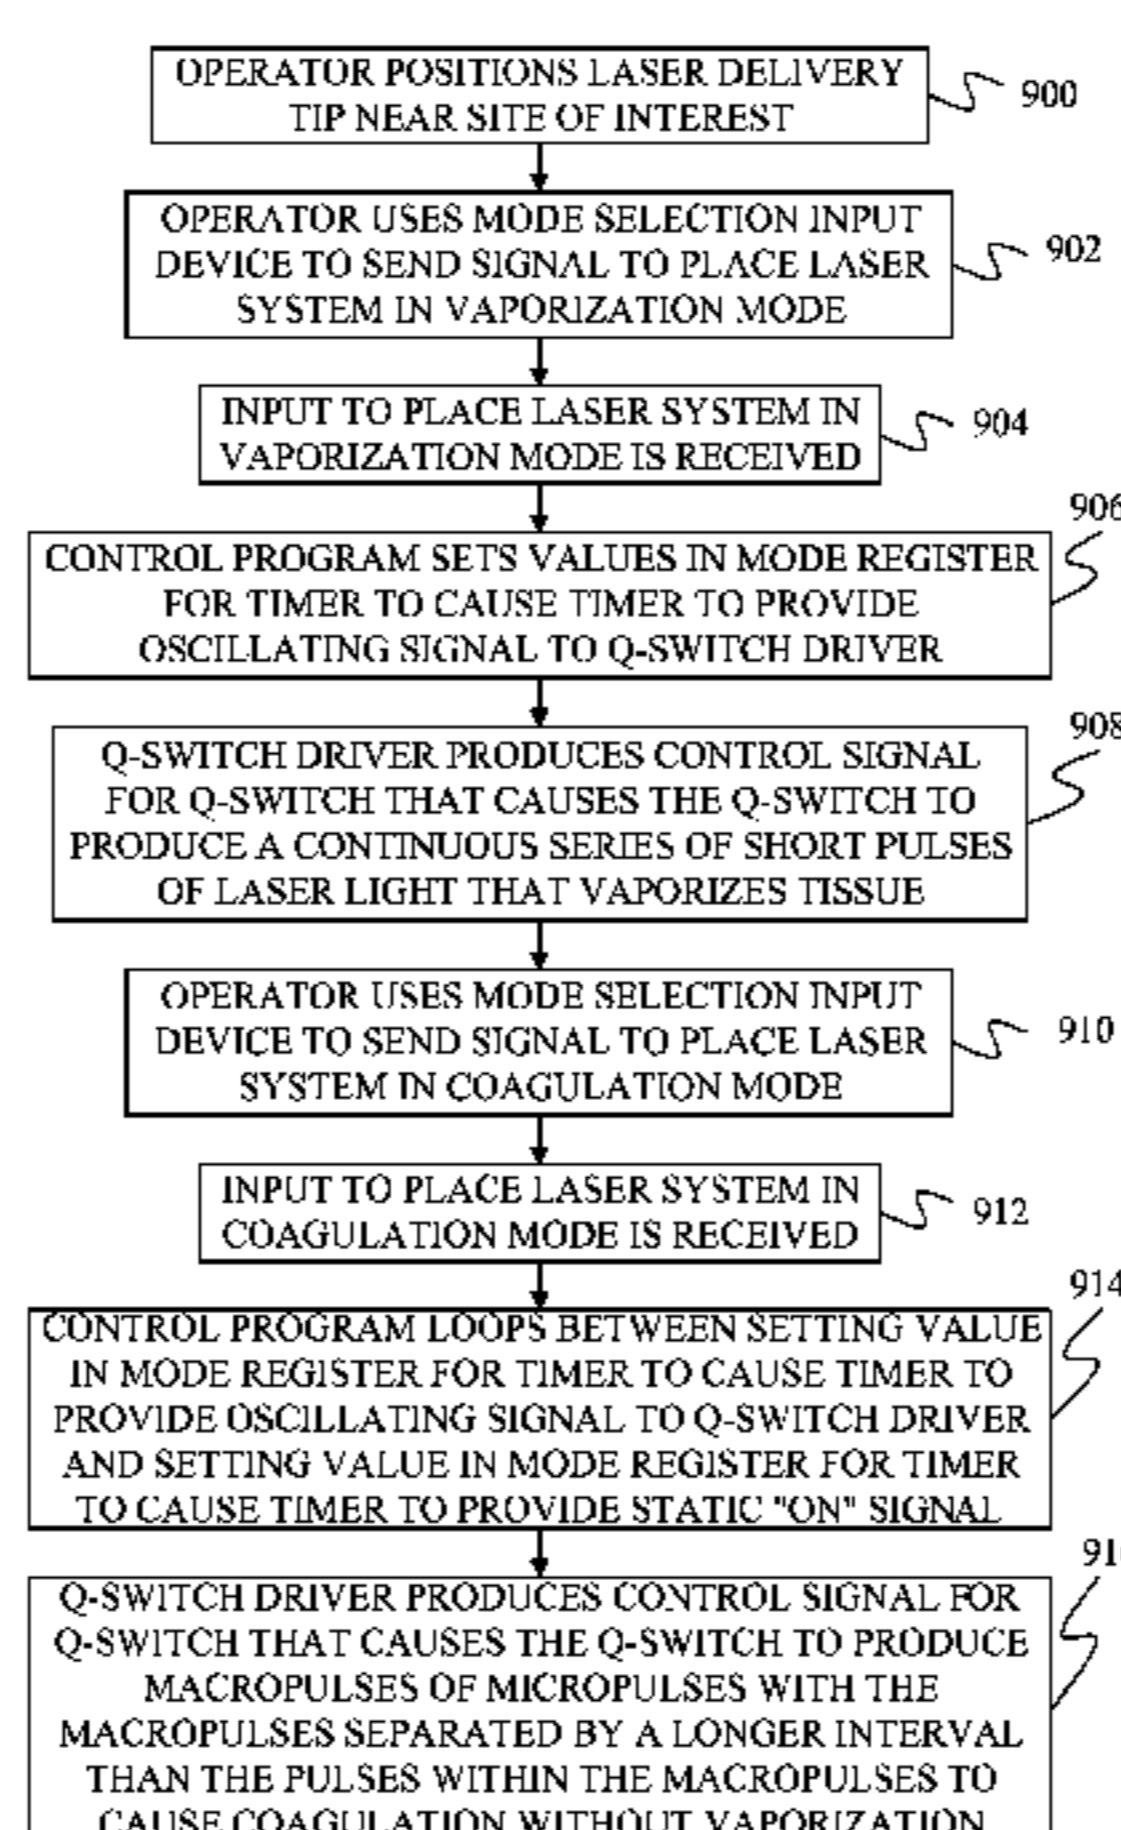 OPERATOR POSITIONS LASER DELIVERY
TIP NEAR SITE OF INTEREST
900
OPERATOR USES MODE SELECTION INPUT
DEVICE TO SEND SIGNAL TO PLACE LASER
SYSTEM IN VAPORIZATION MODE
902
INPUT TO PLACE LASER SYSTEM IN
VAPORIZATION MODE IS RECEIVED
904
CONTROL PROGRAM SETS VALUES IN MODE REGISTER
FOR TIMER TO CAUSE TIMER TO PROVIDE
OSCILLATING SIGNAL TO Q-SWITCH DRIVER
906
Q-SWITCH DRIVER PRODUCES CONTROL SIGNAL
FOR Q-SWITCH THAT CAUSES THE Q-SWITCH TO
PRODUCE A CONTINUOUS SERIES OF SHORT PULSES
OF LASER LIGHT THAT VAPORIZES TISSUE
908
OPERATOR USES MODE SELECTION INPUT
DEVICE TO SEND SIGNAL TO PLACE LASER
SYSTEM IN COAGULATION MODE
910
INPUT TO PLACE LASER SYSTEM IN
COAGULATION MODE IS RECEIVED
912
CONTROL PROGRAM LOOPS BETWEEN SETTING VALUE
IN MODE REGISTER FOR TIMER TO CAUSE TIMER TO
PROVIDE OSCILLATING SIGNAL TO Q-SWITCH DRIVER
AND SETTING VALUE IN MODE REGISTER FOR TIMER
TO CAUSE TIMER TO PROVIDE STATIC "ON" SIGNAL
914
Q-SWITCH DRIVER PRODUCES CONTROL SIGNAL FOR
Q-SWITCH THAT CAUSES THE Q-SWITCH TO PRODUCE
MACROPULSES OF MICROPULSES WITH THE
MACROPULSES SEPARATED BY A LONGER INTERVAL
THAN THE PULSES WITHIN THE MACROPULSES TO
CAUSE COAGULATION WITHOUT VAPORIZATION